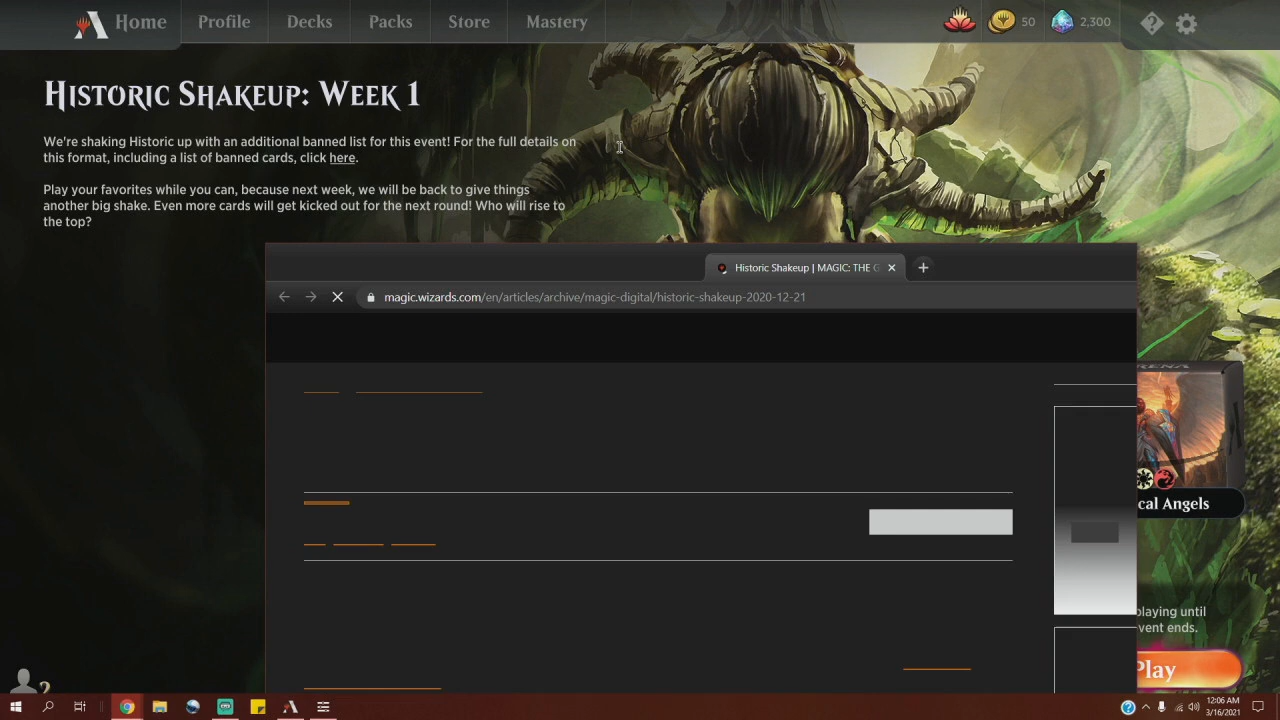 Home
Profile
Decks
Packs
Store
Mastery
50
2,300
Historic Shakeup: Week 1
We're shaking Historic up with an additional banned list for this event! For the full details on
this format, including a list of banned cards, click here.
Play your favorites while you can, because next week, we will be back to give things
another big shake. Even more cards will get kicked out for the next round! Who will rise to
the top?
Historic Shakeup | MAGIC: THE G
magic.wizards.com/en/articles/archive/magic-digital/historic-shakeup-2020-12-21
cal Angels
playing until
vent ends.
Play
2
12:06 AM
3/16/2021